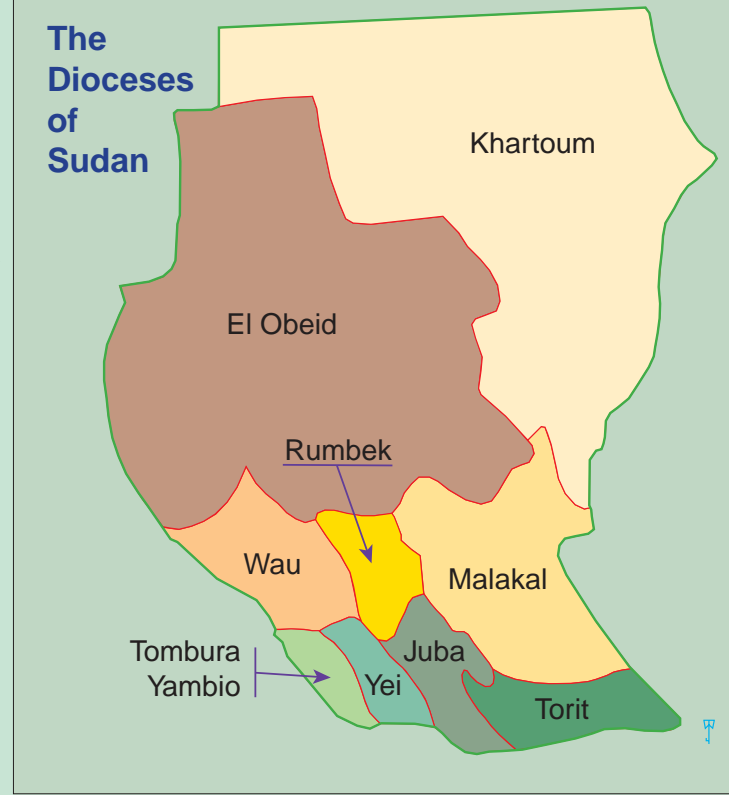 The
Dioceses
of
Sudan
Khartoum
El Obeid
Rumbek
Wau
Malakal
Tombura
Yambio
Juba
Yei
Torit